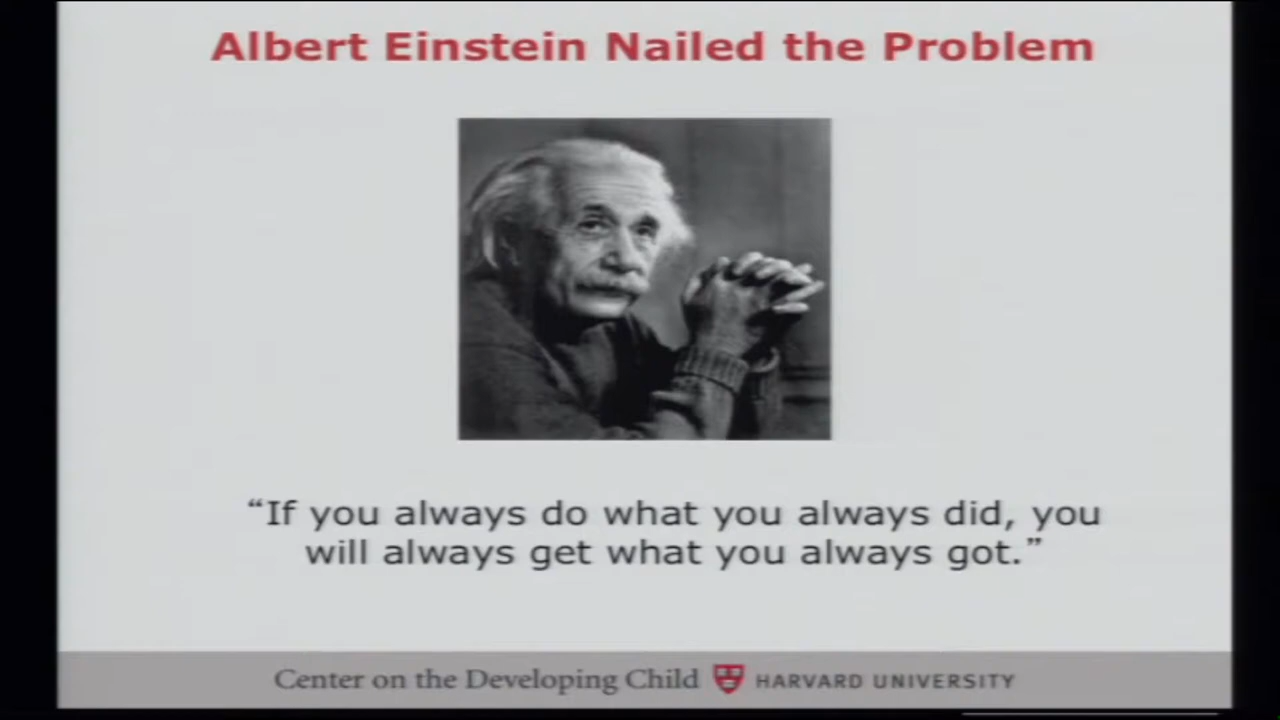 Albert Einstein Nailed the Problem
“If you always do what you always did, you
will always get what you always got.”
Center on the Developing Child HARVARD UNIVERSITY